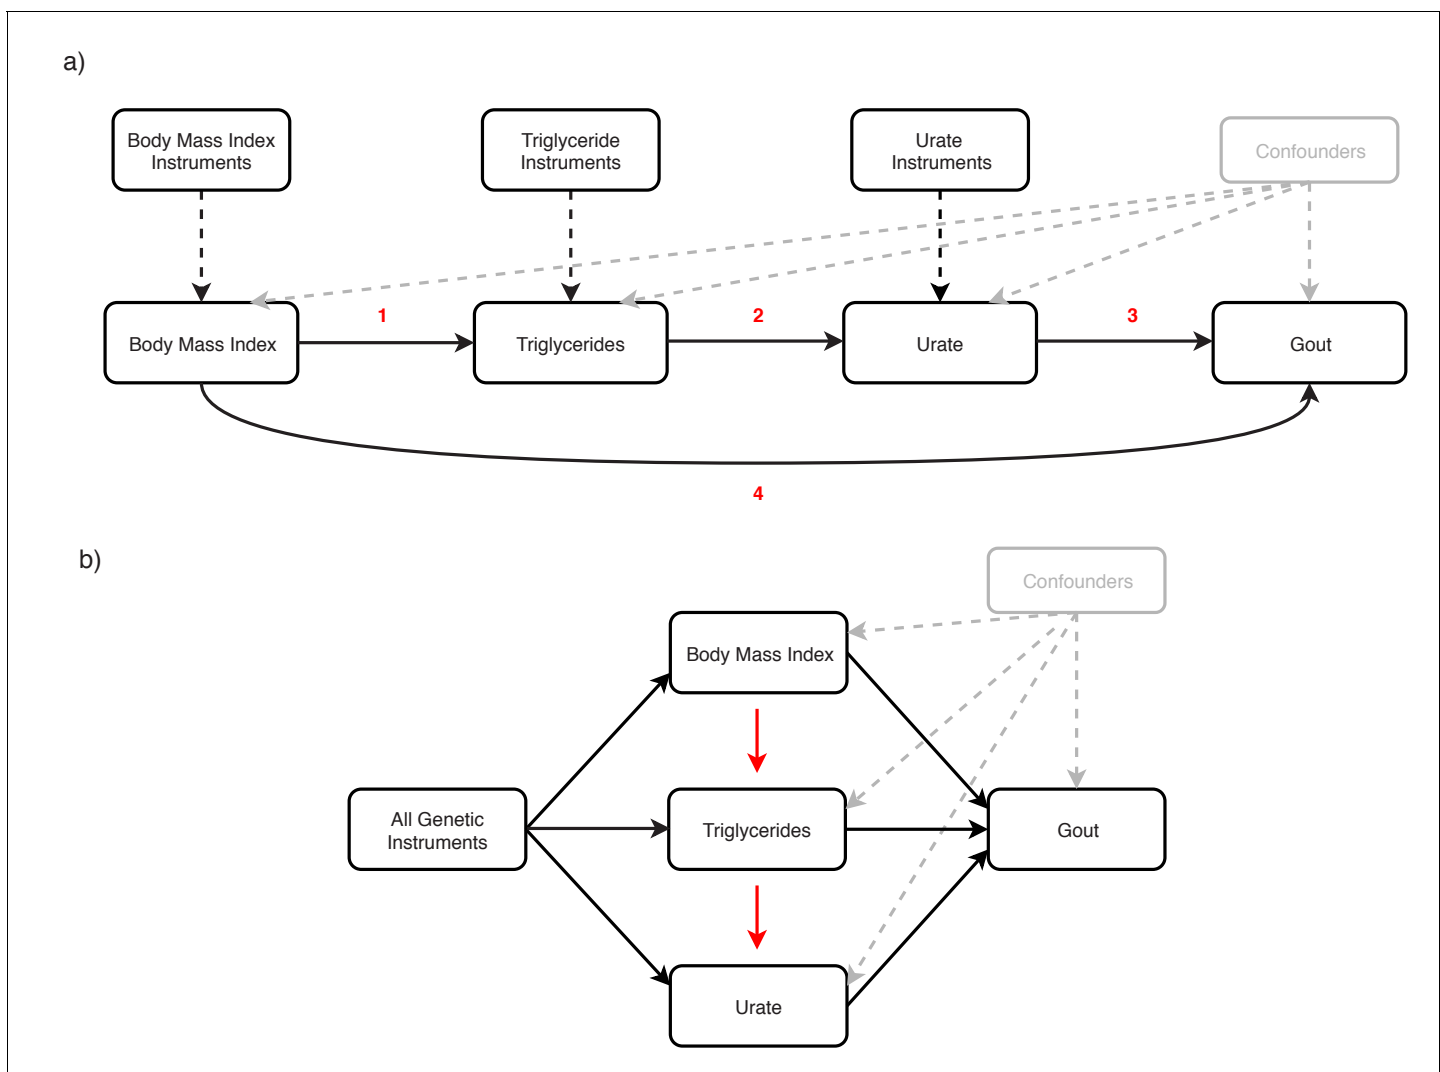 a)
Body Mass Index
Instruments
Triglyceride
Instruments
Urate
Instruments
Confounders
1
2
3
Body Mass Index
Triglycerides
Urate
Gout
4
b)
Confounders
Body Mass Index
All Genetic
Instruments
Triglycerides
Gout
Urate